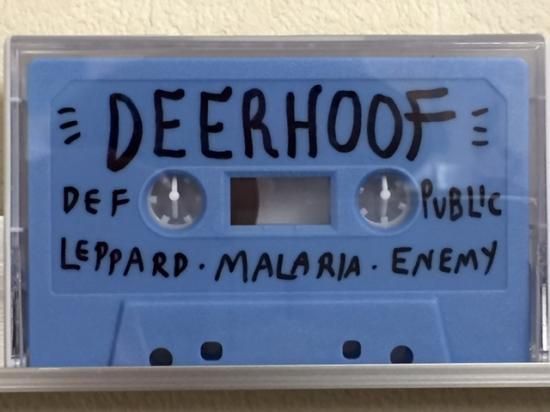 DEERHOOF
DEF PUBLIC
LEPPARD · MALARIA · ENEMY